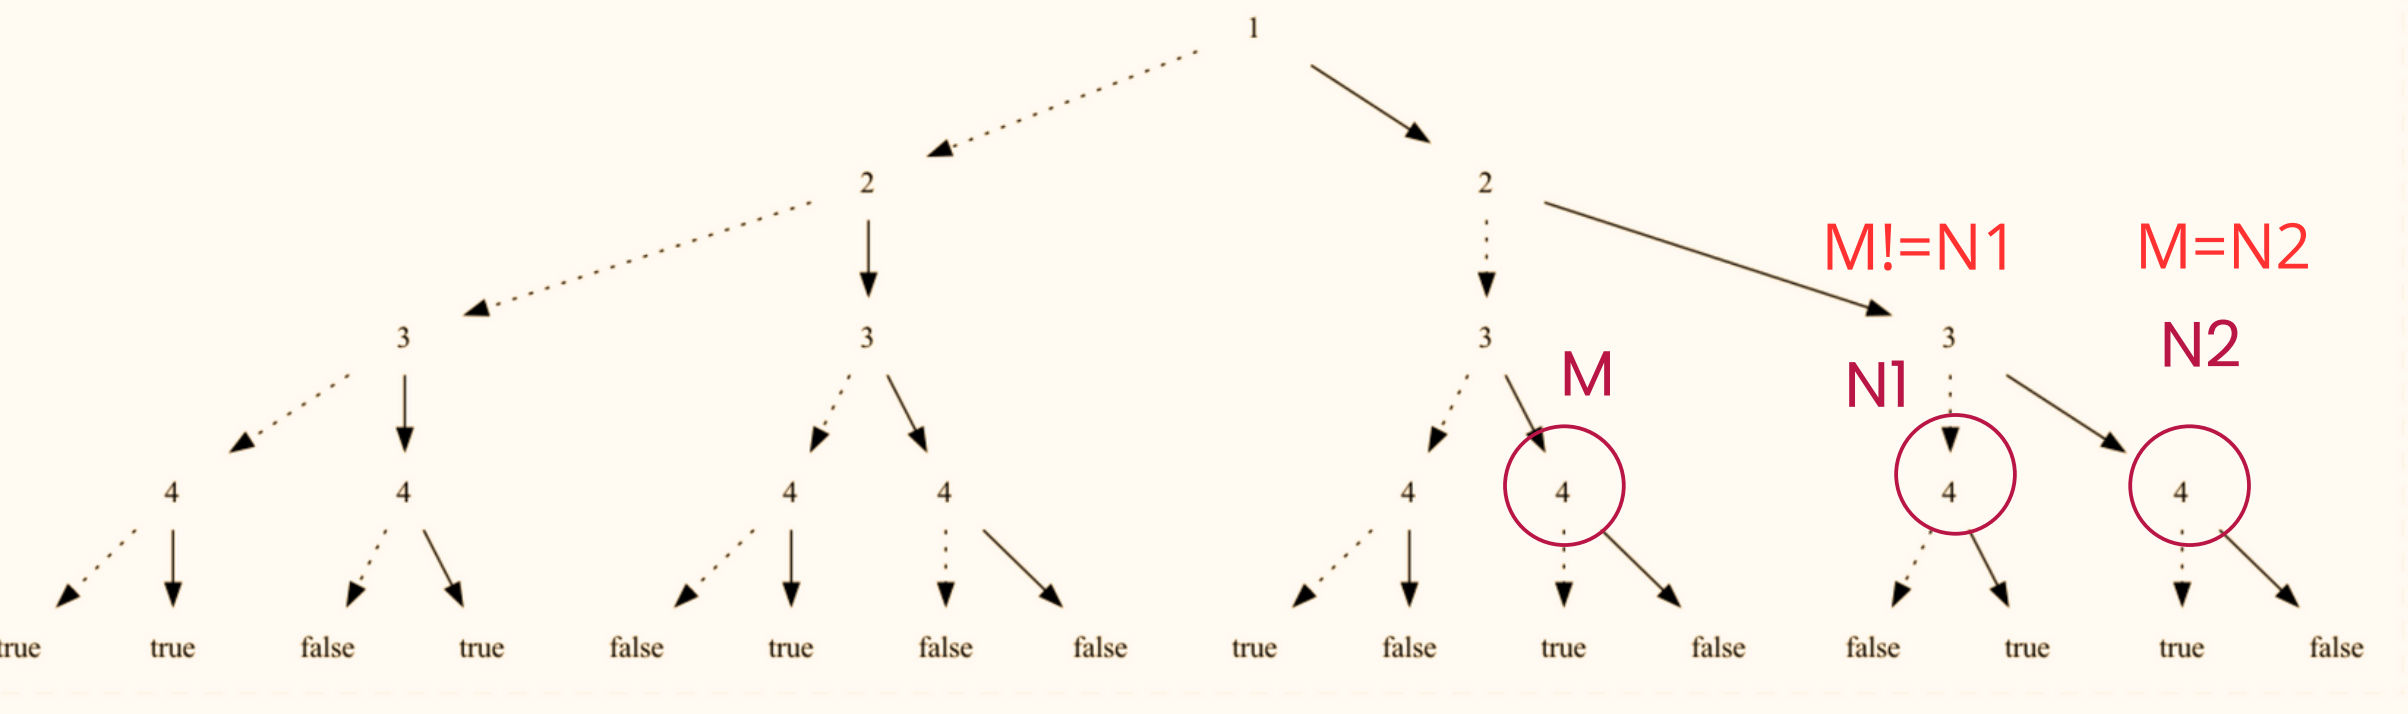 1
2 2
M!=N1 M=N2
3 3 3 M N1 3 N2
4 4 4 4 4 4 4 4
true true false true false true false false true false true false false true true false